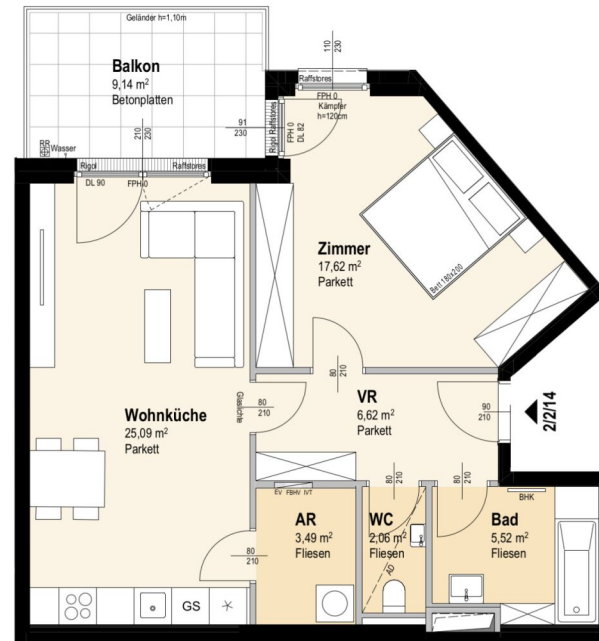 Geländer h=1,10m
Balkon
9,14 m²
Betonplatten
110
230
Raffstores
FPH 0
Kämpfer
h=120cm
91
230
Rigol Raffstores
FPH 0
DL 82
210
230
RR
Wasser
Rigol
Raffstores
DL 90
FPH 0
Zimmer
17,62 m²
Parkett
Bett 180x200
80
210
VR
6,62 m²
Parkett
90
210
2/2/14
Wohnküche
25,09 m²
Parkett
Glaslichte
80
210
80
210
80
210
EV FBHV IVT
BHK
AR
3,49 m²
Fliesen
WC
2,06 m²
Fliesen
AD
Bad
5,52 m²
Fliesen
80
210
GS